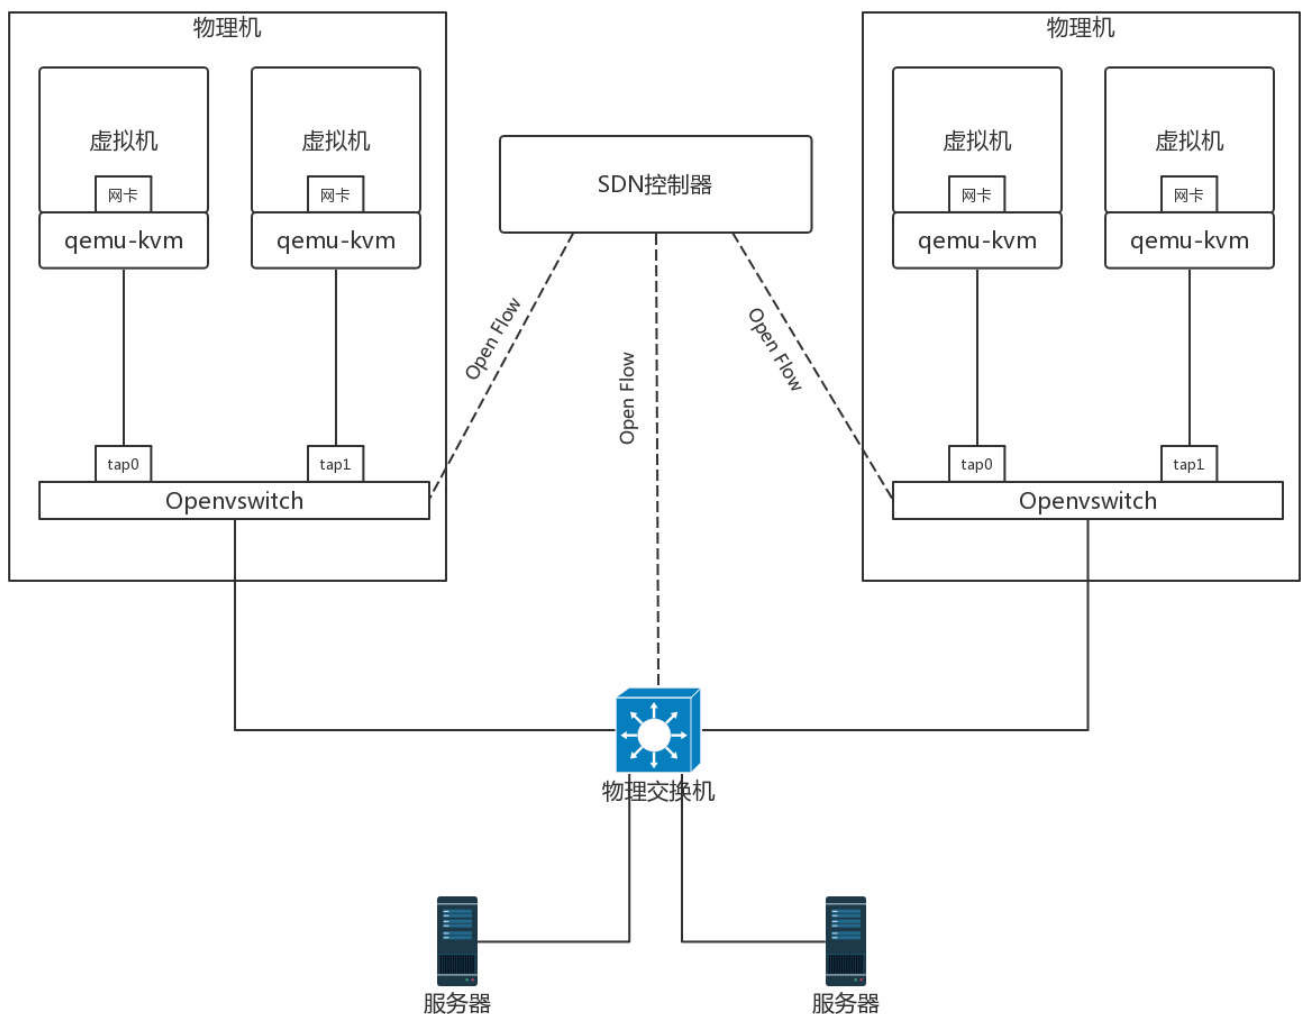 物理机
虚拟机
虚拟机
网卡
网卡
qemu-kvm
qemu-kvm
tap0
tap1
Openvswitch
SDN控制器
Open Flow
Open Flow
Open Flow
物理机
虚拟机
虚拟机
网卡
网卡
qemu-kvm
qemu-kvm
tap0
tap1
Openvswitch
物理交换机
服务器
服务器